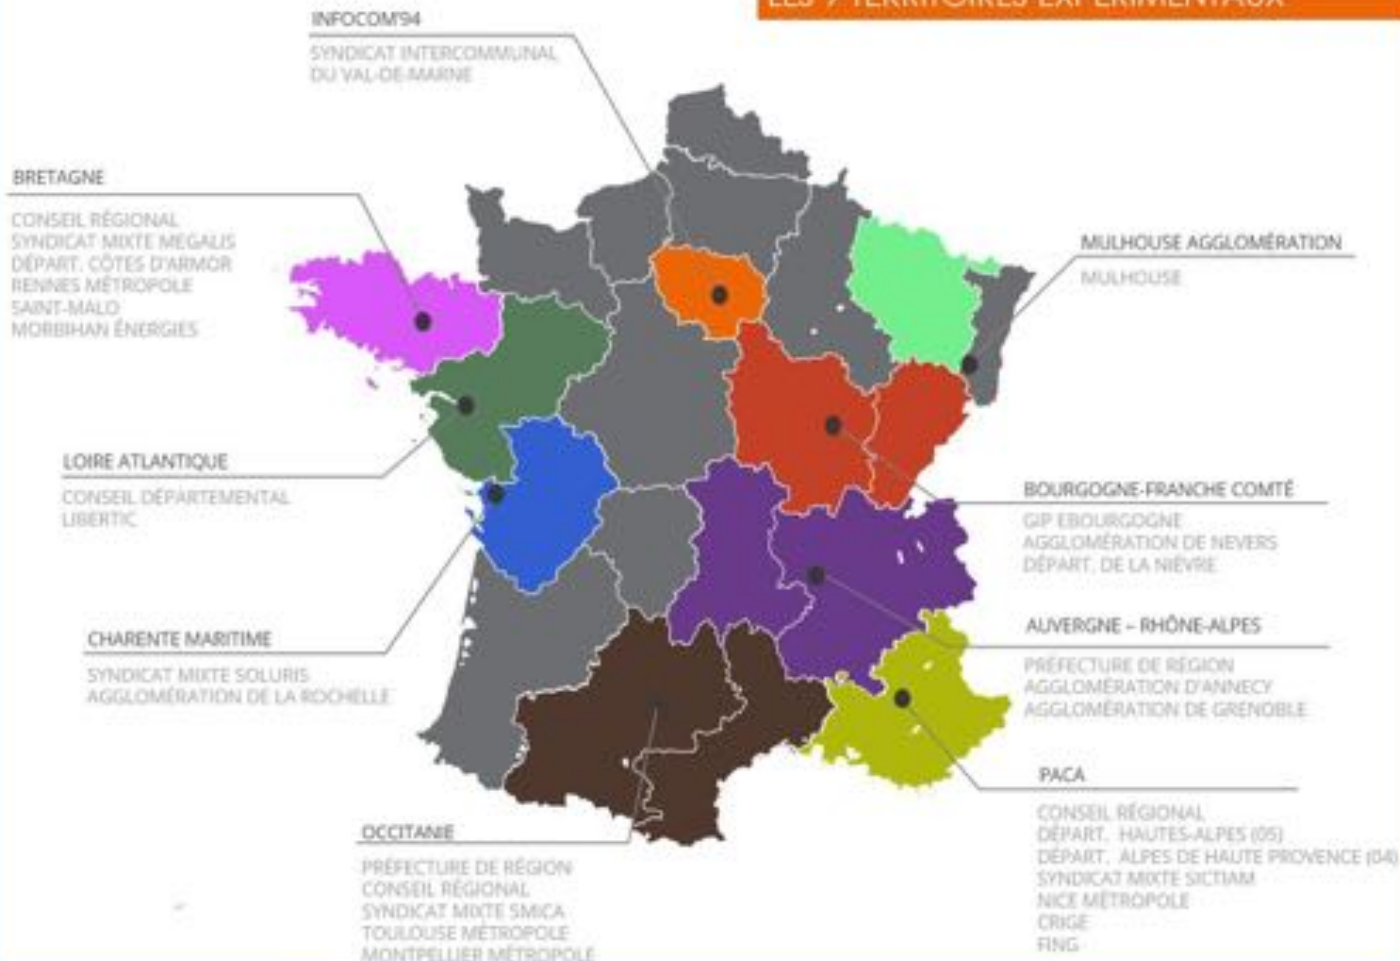 LES 9 TERRITOIRES EXPÉRIMENTAUX
INFOCOM'94
SYNDICAT INTERCOMMUNAL
DU VAL-DE-MARNE
BRETAGNE
CONSEIL RÉGIONAL
SYNDICAT MIXTE MEGALIS
DÉPART. CÔTES D'ARMOR
RENNES MÉTROPOLE
SAINT-MALO
MORBIHAN ÉNERGIES
MULHOUSE AGGLOMÉRATION
MULHOUSE
LOIRE ATLANTIQUE
CONSEIL DÉPARTEMENTAL
LIBERTIC
BOURGOGNE-FRANCHE COMTÉ
GIP EBOURGOGNE
AGGLOMÉRATION DE NEVERS
DÉPART. DE LA NIÈVRE
CHARENTE MARITIME
SYNDICAT MIXTE SOLURIS
AGGLOMÉRATION DE LA ROCHELLE
AUVERGNE – RHÔNE-ALPES
PRÉFECTURE DE RÉGION
AGGLOMÉRATION D'ANNECY
AGGLOMÉRATION DE GRENOBLE
PACA
CONSEIL RÉGIONAL
DÉPART. HAUTES-ALPES (05)
DÉPART. ALPES DE HAUTE PROVENCE (04)
SYNDICAT MIXTE SICTIAM
NICE MÉTROPOLE
CRIGE
FING
OCCITANIE
PRÉFECTURE DE RÉGION
CONSEIL RÉGIONAL
SYNDICAT MIXTE SMICA
TOULOUSE MÉTROPOLE
MONTPELLIER MÉTROPOLE